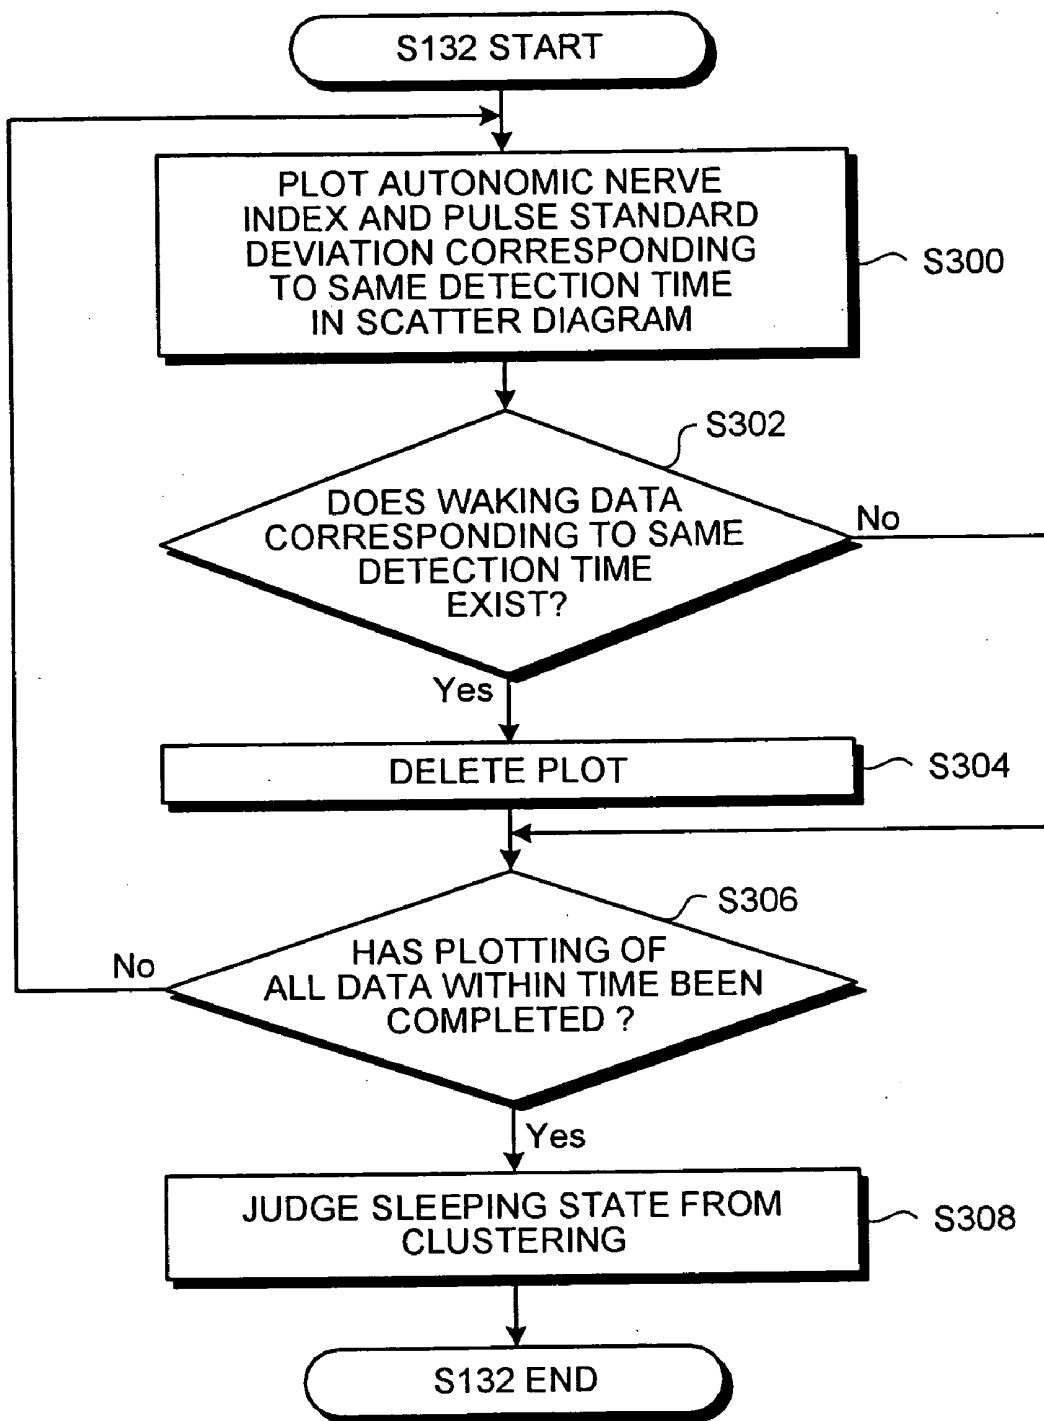 S132 START
PLOT AUTONOMIC NERVE
INDEX AND PULSE STANDARD
DEVIATION CORRESPONDING
TO SAME DETECTION TIME
IN SCATTER DIAGRAM
S300
S302
DOES WAKING DATA
CORRESPONDING TO SAME
DETECTION TIME
EXIST?
No
Yes
DELETE PLOT
S304
S306
HAS PLOTTING OF
ALL DATA WITHIN TIME BEEN
COMPLETED ?
No
Yes
JUDGE SLEEPING STATE FROM
CLUSTERING
S308
S132 END